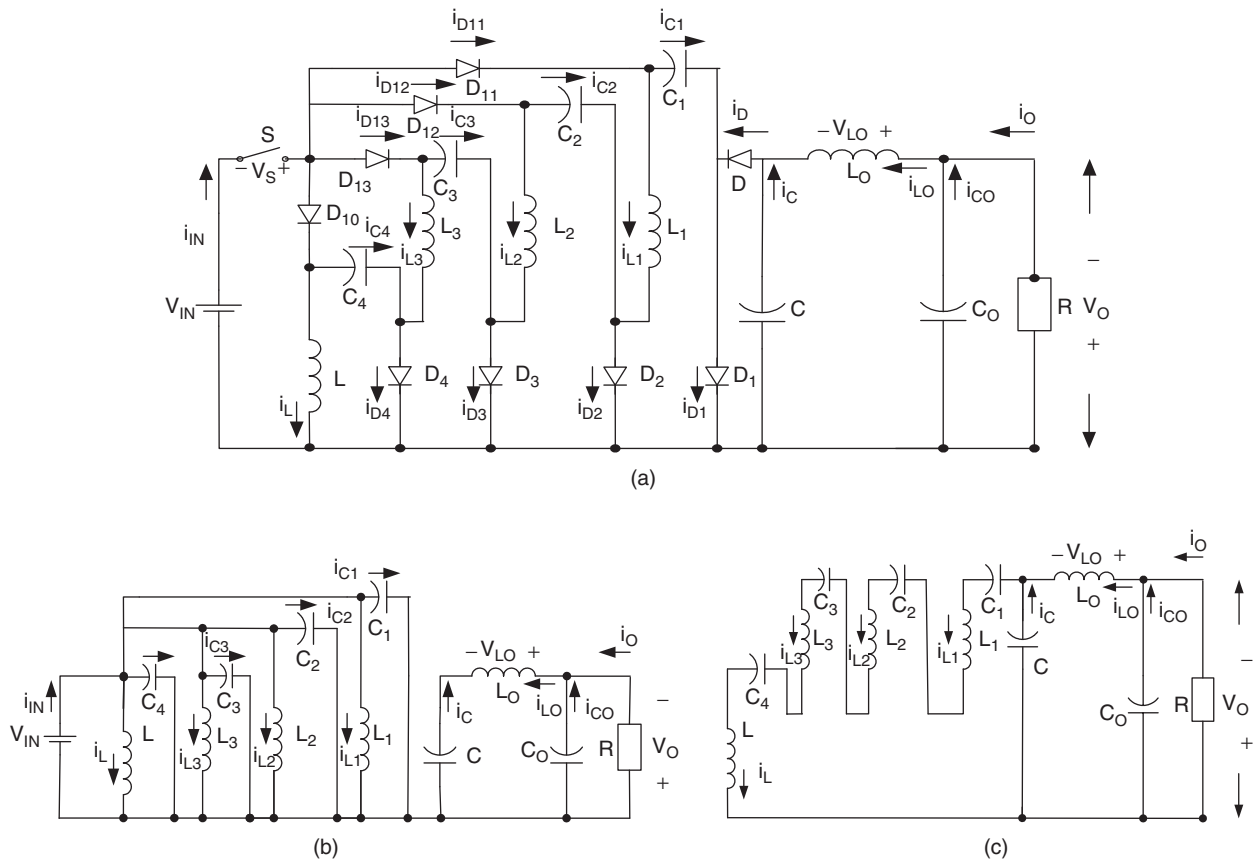 i_D11
i_C1
i_D12
D_11
i_C2
C_1
i_D13
D_12
i_C3
C_2
i_D
− V_LO +
i_O
S
− V_S +
D_13
C_3
D
i_C
L_O
i_LO
i_CO
i_IN
D_10
i_C4
L_3
L_2
L_1
i_L3
i_L2
i_L1
−
V_IN
C_4
C
C_O
R
V_O
+
L
D_4
D_3
D_2
D_1
i_L
i_D4
i_D3
i_D2
i_D1
(a)
i_C1
i_C2
C_1
i_C3
C_2
− V_LO +
i_O
C_4
C_3
L_O
i_LO
−
i_IN
i_C
i_CO
V_IN
L
L_3
L_2
L_1
i_L
i_L3
i_L2
i_L1
C
C_O
R
V_O
+
(b)
− V_LO +
i_O
C_3
C_2
C_1
L_O
i_C
i_LO
i_CO
L_3
L_2
L_1
i_L3
i_L2
i_L1
C
C_4
−
L
C_O
R
V_O
i_L
+
(c)